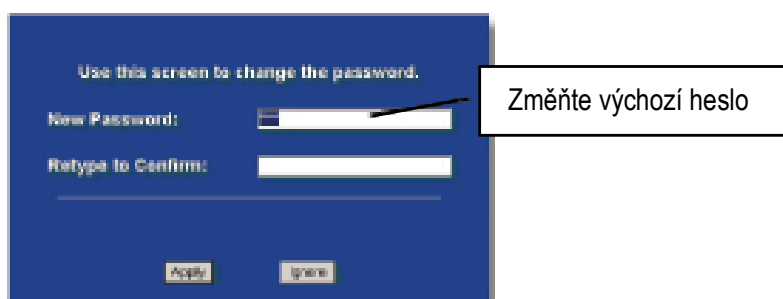 Use this screen to change the password.
New Password:
Změňte výchozí heslo
Retype to Confirm:
Apply
Ignore